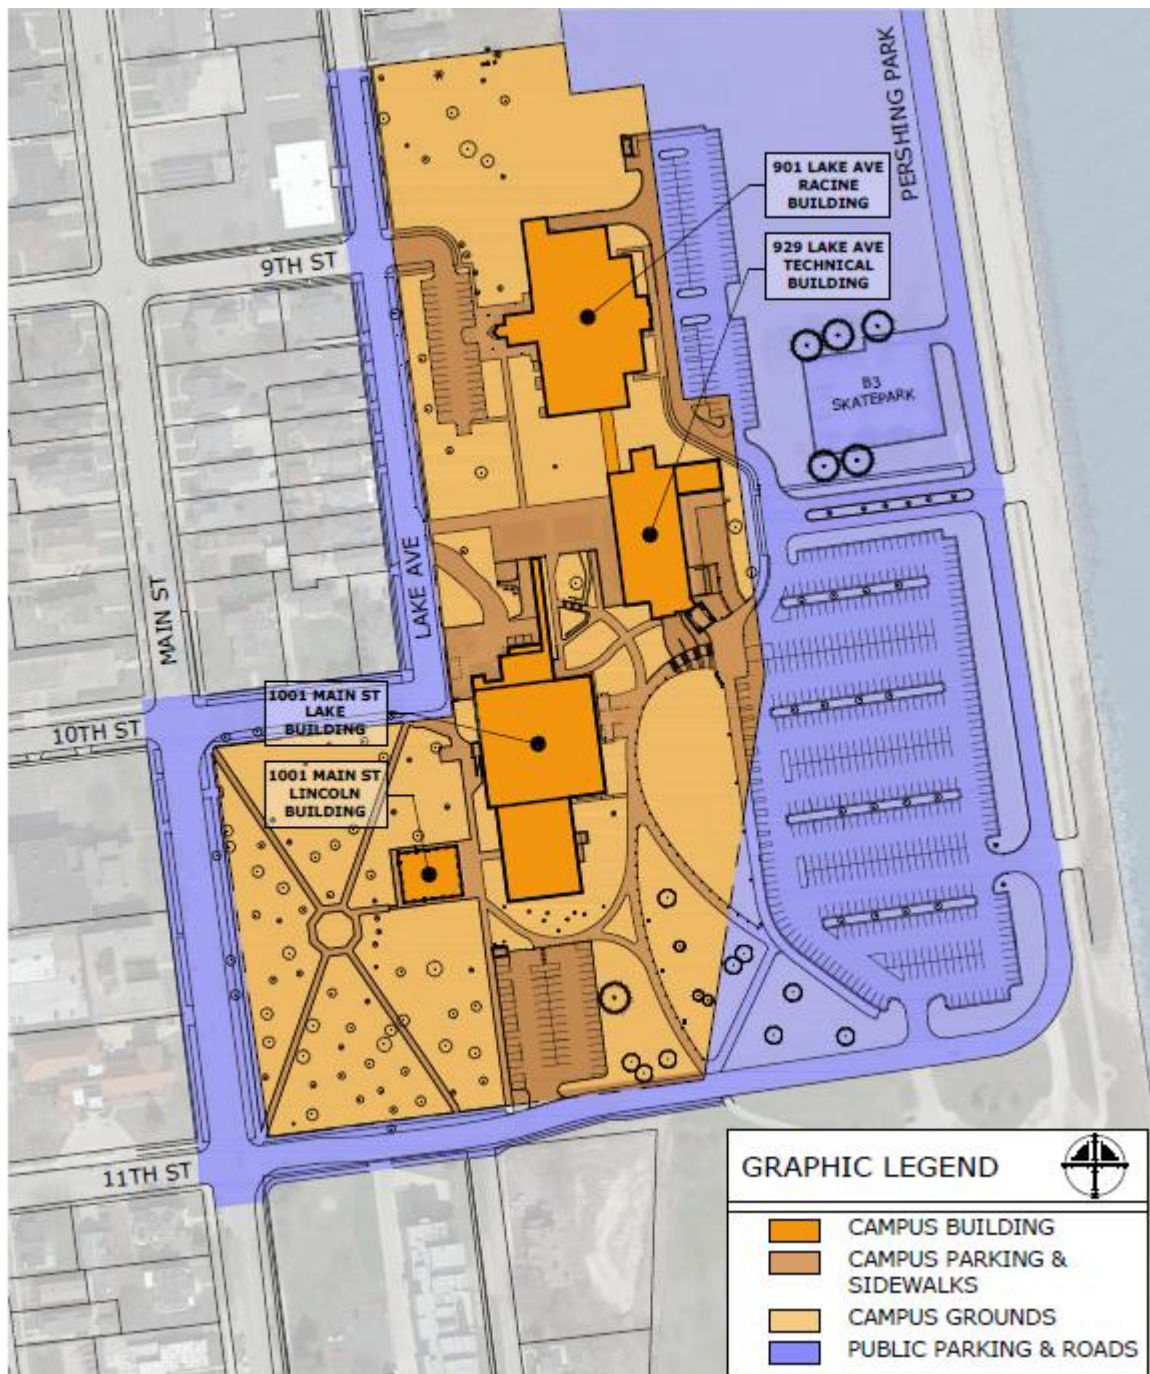 PERSHING PARK
901 LAKE AVE
RACINE
BUILDING
929 LAKE AVE
TECHNICAL
BUILDING
9TH ST
B3
SKATEPARK
LAKE AVE
MAIN ST
1001 MAIN ST
LAKE
BUILDING
10TH ST
1001 MAIN ST
LINCOLN
BUILDING
11TH ST
GRAPHIC LEGEND
CAMPUS BUILDING
CAMPUS PARKING &
SIDEWALKS
CAMPUS GROUNDS
PUBLIC PARKING & ROADS